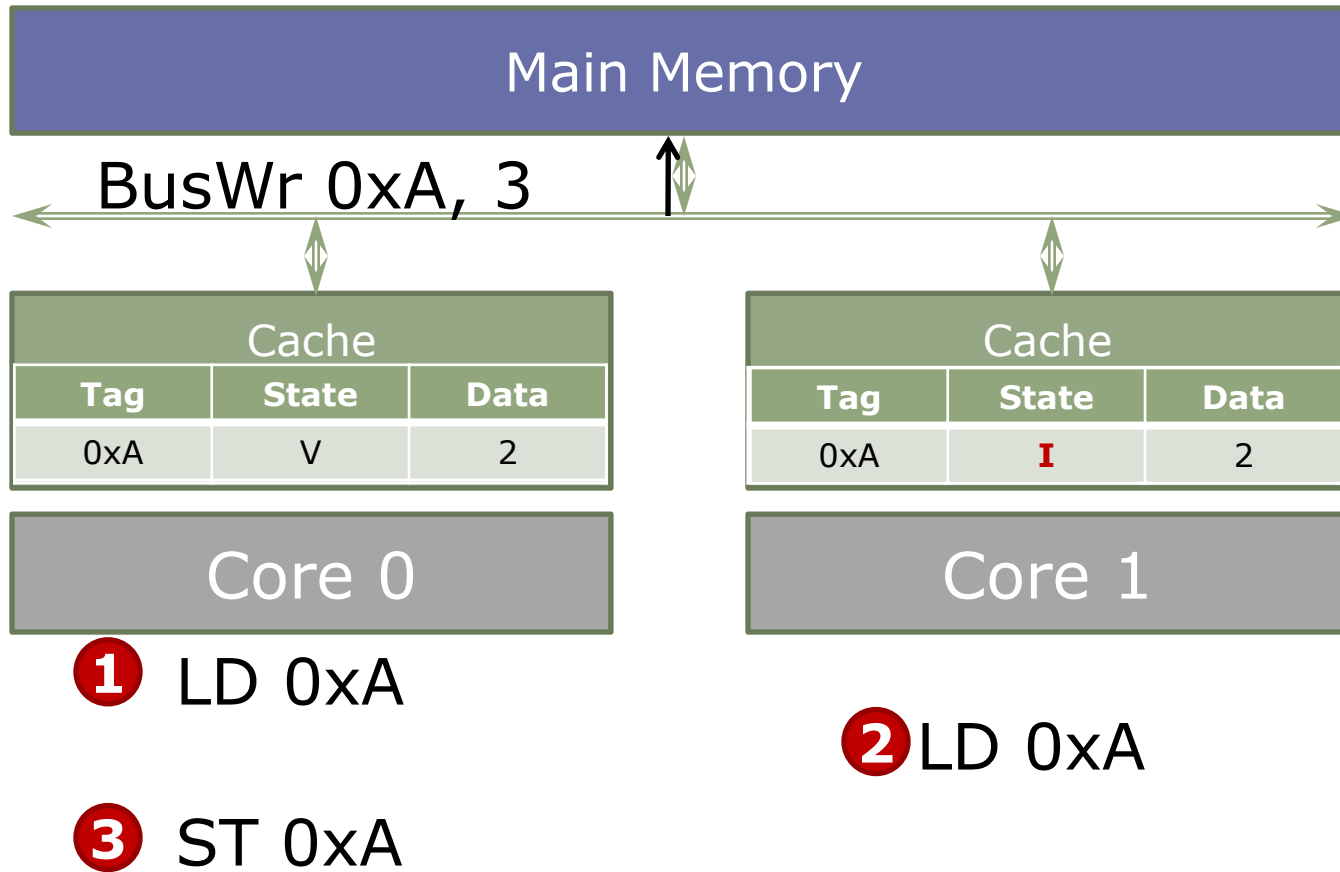 Main Memory
BusWr 0xA, 3
Cache
Tag State Data
0xA V 2
Cache
Tag State Data
0xA I 2
Core 0
Core 1
1 LD 0xA
2 LD 0xA
3 ST 0xA